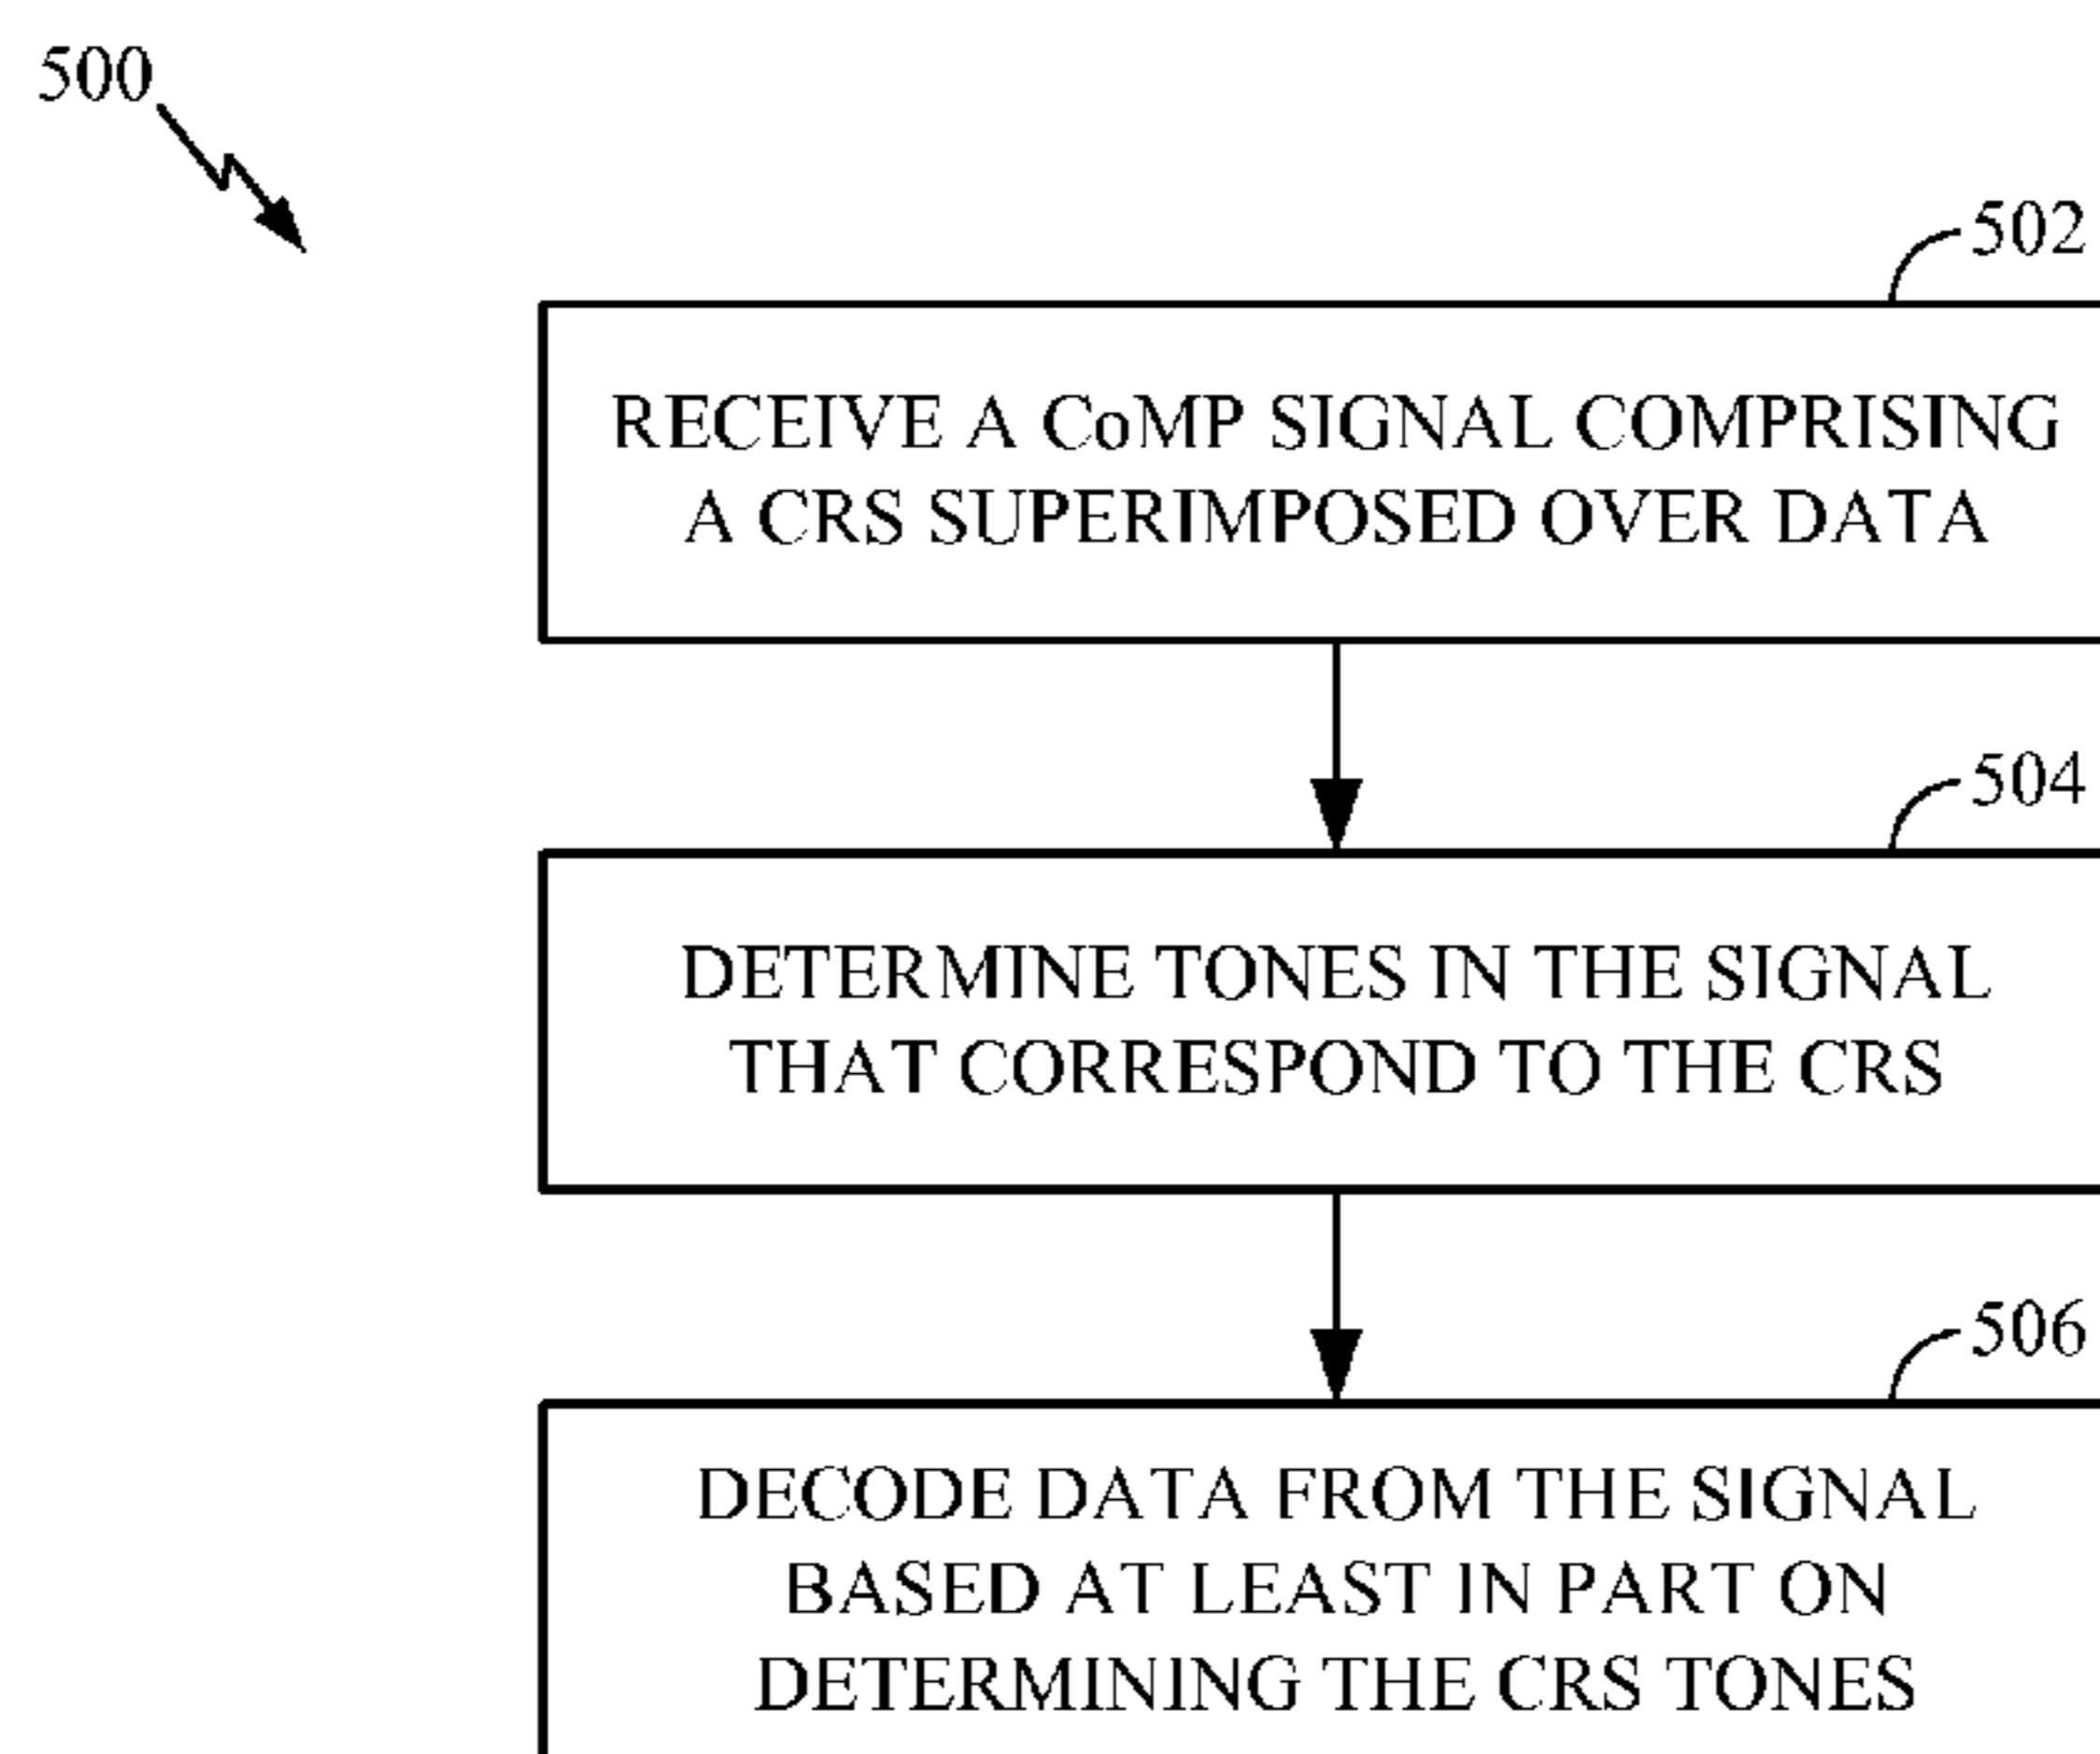 500
502
RECEIVE A CoMP SIGNAL COMPRISING
A CRS SUPERIMPOSED OVER DATA
504
DETERMINE TONES IN THE SIGNAL
THAT CORRESPOND TO THE CRS
506
DECODE DATA FROM THE SIGNAL
BASED AT LEAST IN PART ON
DETERMINING THE CRS TONES